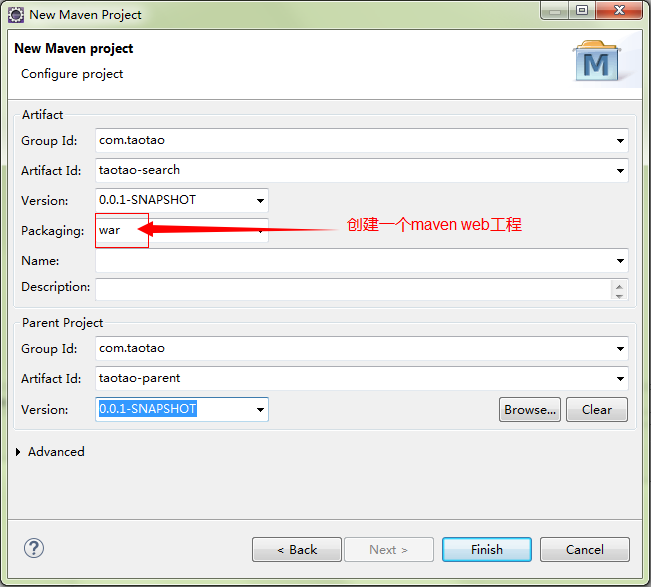 New Maven Project
New Maven project
Configure project
M
Artifact
Group Id: com.taotao
Artifact Id: taotao-search
Version: 0.0.1-SNAPSHOT
Packaging: war 创建一个maven web工程
Name:
Description:
Parent Project
Group Id: com.taotao
Artifact Id: taotao-parent
Version: 0.0.1-SNAPSHOT Browse... Clear
Advanced
? < Back Next > Finish Cancel